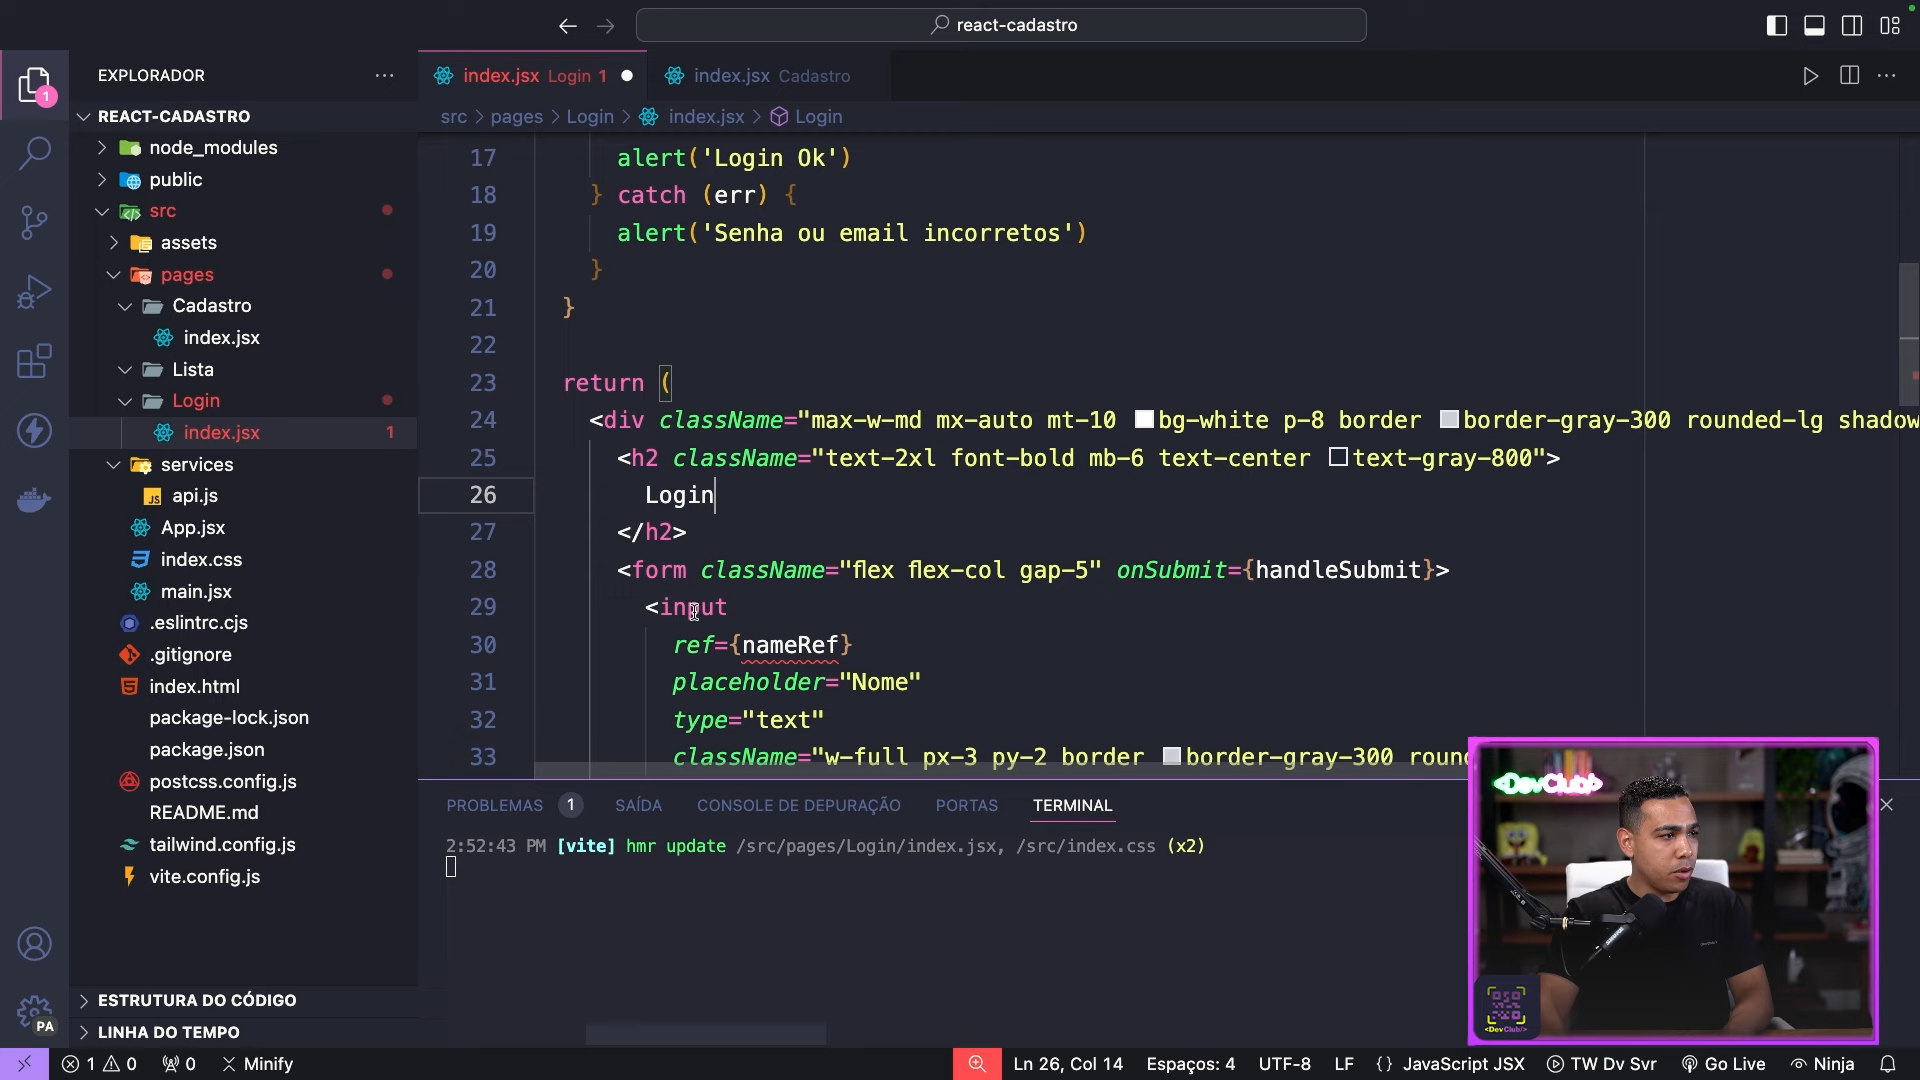 react-cadastro
EXPLORADOR
1
REACT-CADASTRO
node_modules
public
src
assets
pages
Cadastro
index.jsx
Lista
Login
index.jsx 1
services
api.js
App.jsx
index.css
main.jsx
.eslintrc.cjs
.gitignore
index.html
package-lock.json
package.json
postcss.config.js
README.md
tailwind.config.js
vite.config.js
ESTRUTURA DO CÓDIGO
LINHA DO TEMPO
PA
index.jsx Login 1
index.jsx Cadastro
src > pages > Login > index.jsx > Login
17 alert('Login Ok')
18 } catch (err) {
19 alert('Senha ou email incorretos')
20 }
21 }
22
23 return (
24 <div className="max-w-md mx-auto mt-10 bg-white p-8 border border-gray-300 rounded-lg shadow
25 <h2 className="text-2xl font-bold mb-6 text-center text-gray-800">
26 Login
27 </h2>
28 <form className="flex flex-col gap-5" onSubmit={handleSubmit}>
29 <input
30 ref={nameRef}
31 placeholder="Nome"
32 type="text"
33 className="w-full px-3 py-2 border border-gray-300 roun
PROBLEMAS 1 SAÍDA CONSOLE DE DEPURAÇÃO PORTAS TERMINAL
2:52:43 PM [vite] hmr update /src/pages/Login/index.jsx, /src/index.css (x2)
<DevClub/>
<DevClub/>
1 0 0 Minify Ln 26, Col 14 Espaços: 4 UTF-8 LF {} JavaScript JSX TW Dv Svr Go Live Ninja